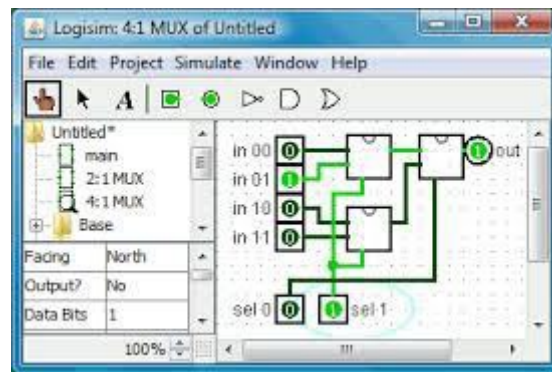 Logisim: 4:1 MUX of Untitled
File Edit Project Simulate Window Help
A
Untitled*
main
2:1 MUX
4:1 MUX
Base
Facing North
Output? No
Data Bits 1
100%
in 00 0
in 01 1
in 10 0
in 11 0
1 out
sel 0 0
1 sel 1